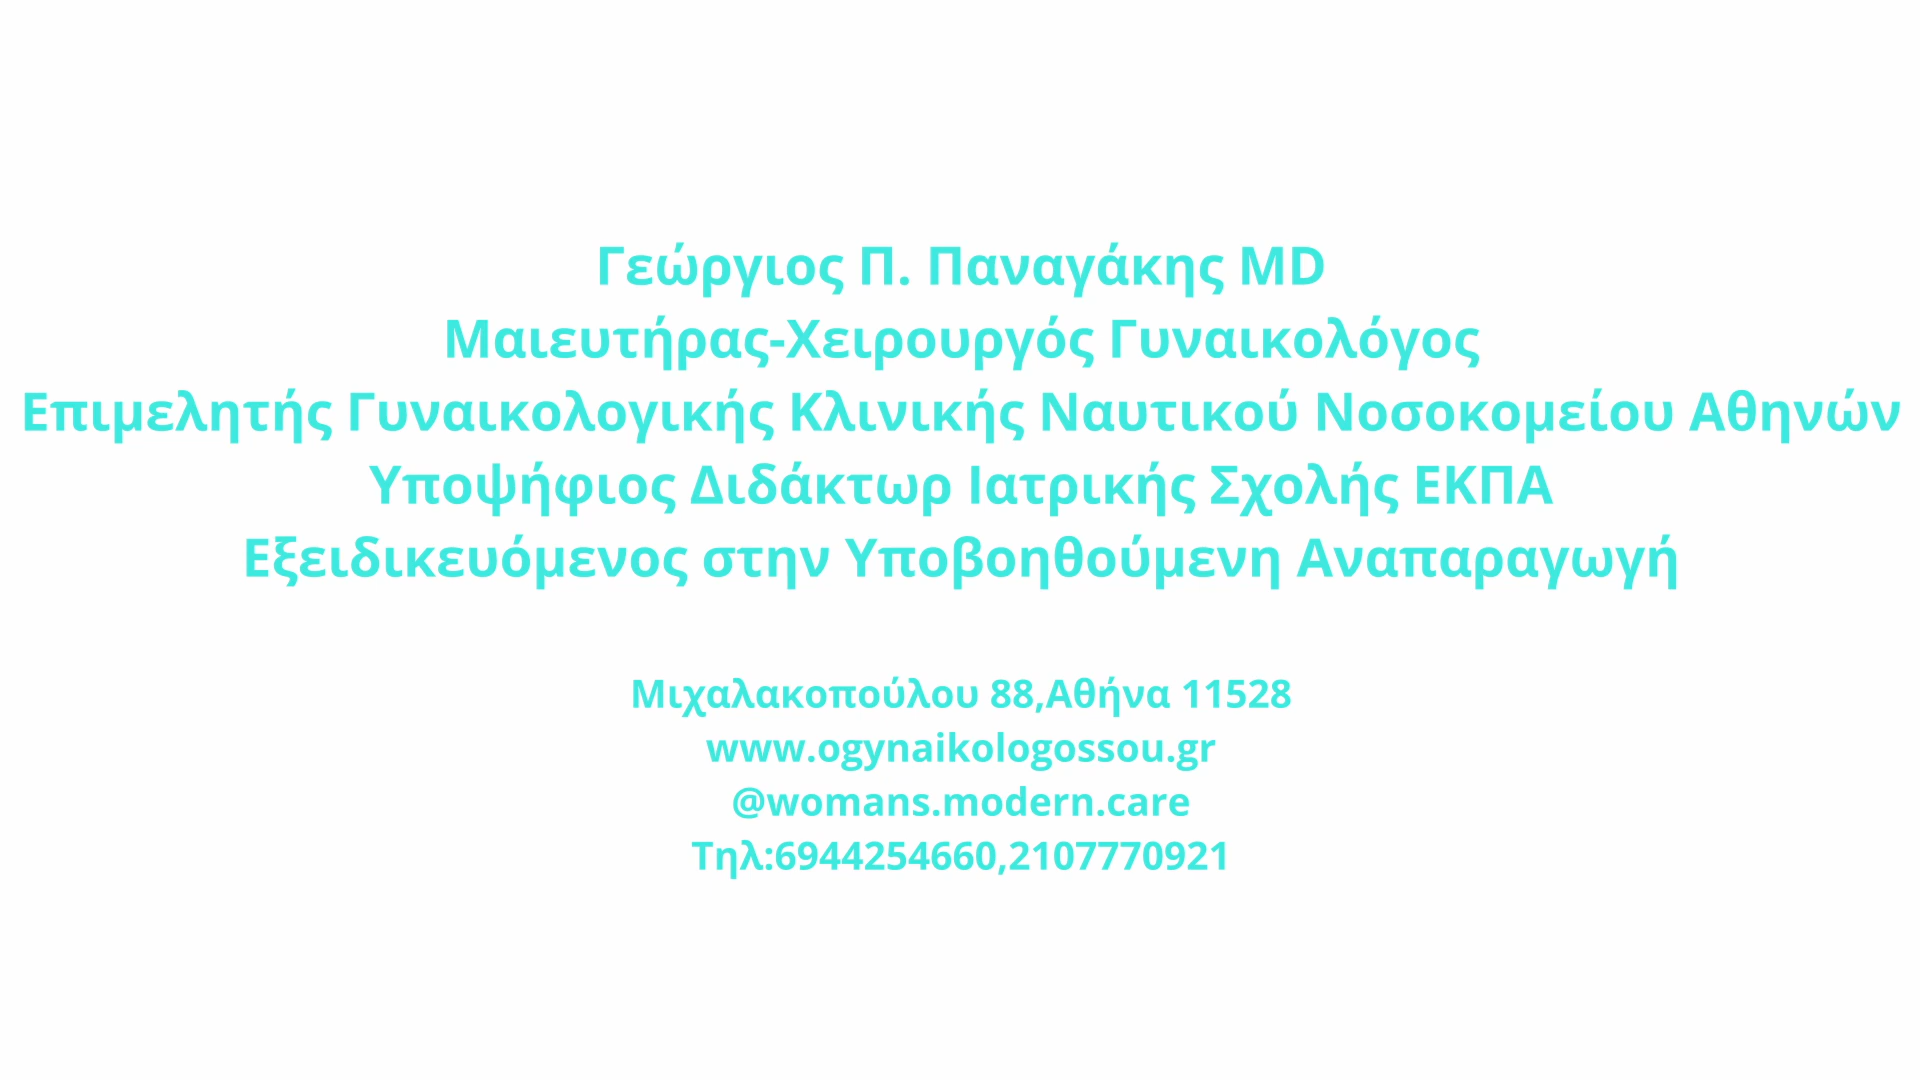 Γεώργιος Π. Παναγάκης MD
Μαιευτήρας-Χειρουργός Γυναικολόγος
Επιμελητής Γυναικολογικής Κλινικής Ναυτικού Νοσοκομείου Αθηνών
Υποψήφιος Διδάκτωρ Ιατρικής Σχολής ΕΚΠΑ
Εξειδικευόμενος στην Υποβοηθούμενη Αναπαραγωγή
Μιχαλακοπούλου 88,Αθήνα 11528
www.ogynaikologossou.gr
@womans.modern.care
Τηλ:6944254660,2107770921